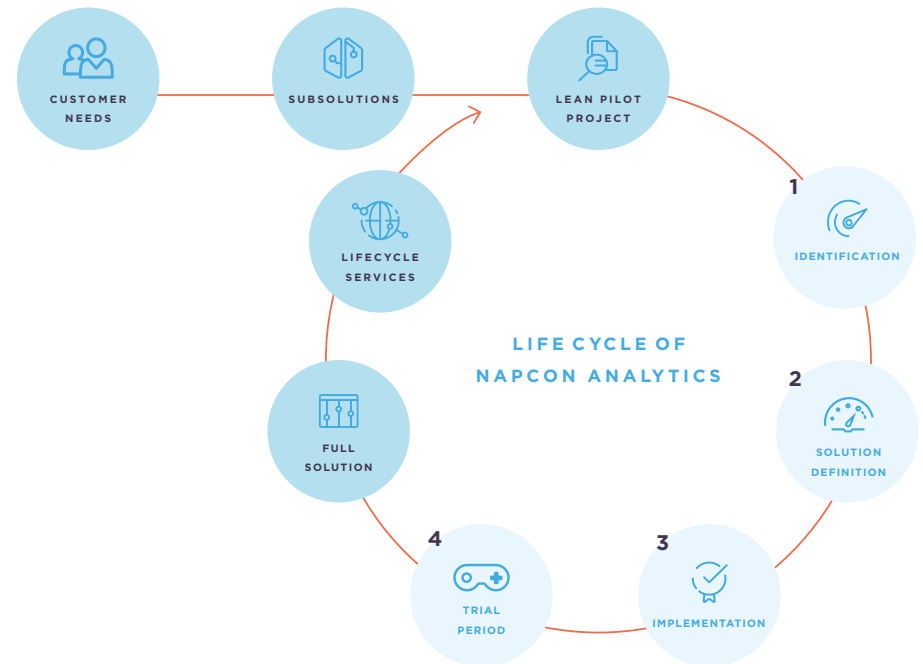 CUSTOMER
NEEDS
SUBSOLUTIONS
LEAN PILOT
PROJECT
1
IDENTIFICATION
2
SOLUTION
DEFINITION
3
IMPLEMENTATION
4
TRIAL
PERIOD
FULL
SOLUTION
LIFECYCLE
SERVICES
LIFE CYCLE OF
NAPCON ANALYTICS